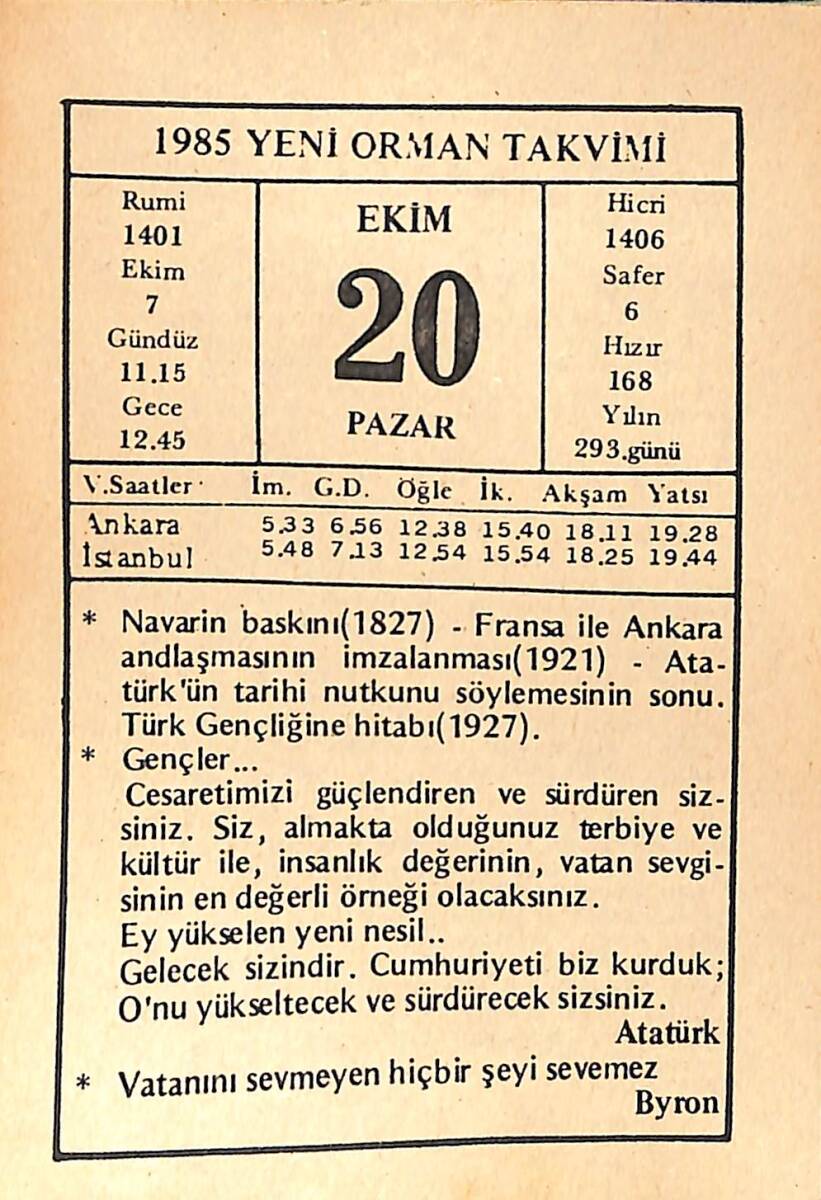 1985 YENİ ORMAN TAKVİMİ
Rumi
1401
Ekim
7
Gündüz
11.15
Gece
12.45
EKİM
20
PAZAR
Hicri
1406
Safer
6
Hızır
168
Yılın
293.günü
V.Saatler İm. G.D. Öğle İk. Akşam Yatsı
Ankara 5.33 6.56 12.38 15.40 18.11 19.28
İstanbul 5.48 7.13 12.54 15.54 18.25 19.44
* Navarin baskını(1827) - Fransa ile Ankara
andlaşmasının imzalanması(1921) - Ata-
türk'ün tarihi nutkunu söylemesinin sonu.
Türk Gençliğine hitabı(1927).
* Gençler...
Cesaretimizi güçlendiren ve sürdüren siz-
siniz. Siz, almakta olduğunuz terbiye ve
kültür ile, insanlık değerinin, vatan sevgi-
sinin en değerli örneği olacaksınız.
Ey yükselen yeni nesil..
Gelecek sizindir. Cumhuriyeti biz kurduk;
O'nu yükseltecek ve sürdürecek sizsiniz.
Atatürk
* Vatanını sevmeyen hiçbir şeyi sevemez
Byron